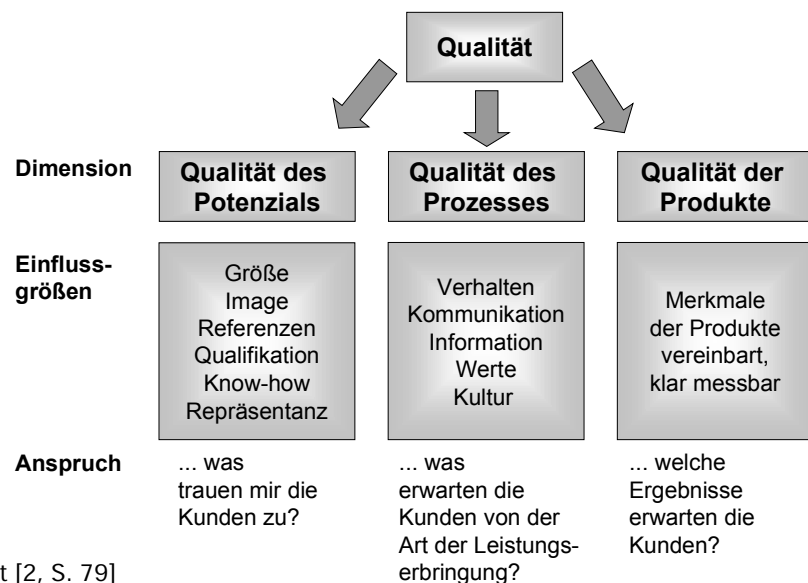 Qualität
Dimension
Qualität des
Potenzials
Qualität des
Prozesses
Qualität der
Produkte
Einfluss-
größen
Größe
Image
Referenzen
Qualifikation
Know-how
Repräsentanz
Verhalten
Kommunikation
Information
Werte
Kultur
Merkmale
der Produkte
vereinbart,
klar messbar
Anspruch
... was
trauen mir die
Kunden zu?
... was
erwarten die
Kunden von der
Art der Leistungs-
erbringung?
... welche
Ergebnisse
erwarten die
Kunden?
t [2, S. 79]